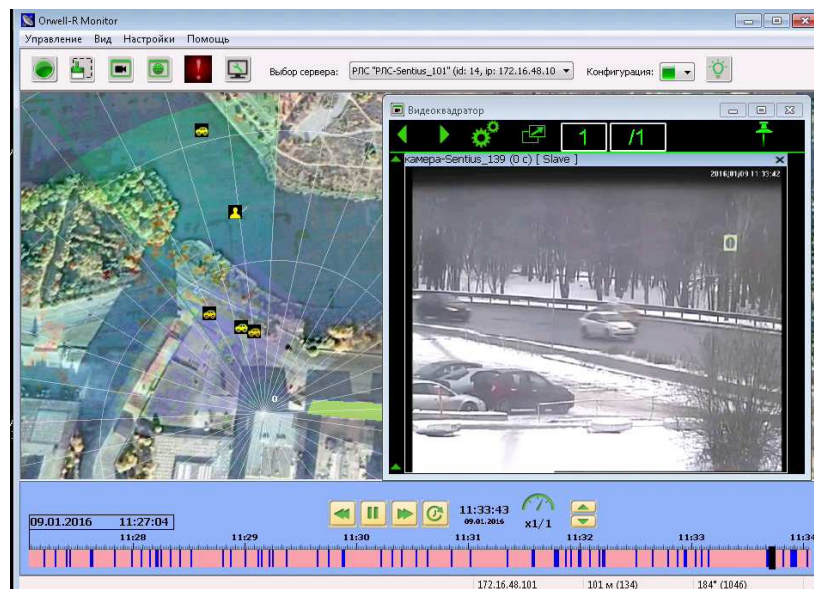 Orwell-R Monitor
Управление Вид Настройки Помощь
Выбор сервера: РЛС "РЛС-Sentius_101" (id: 14, ip: 172.16.48.10 Конфигурация:
Видеоквадратор
1 /1
камера-Sentius_139 (0 с) [ Slave ]
2016/01/09 11:33:42
0
11:33:43
09.01.2016
x1/1
09.01.2016 11:27:04
11:28 11:29 11:30 11:31 11:32 11:33 11:34
172.16.48.101 101 м (134) 184° (1046)